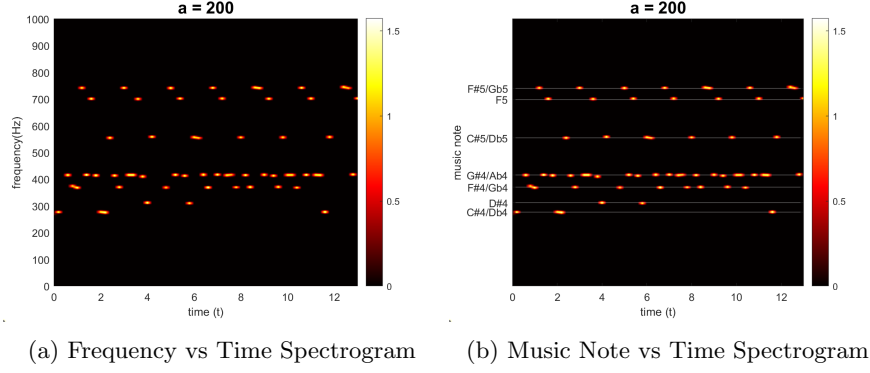 a = 200
1000
900
800
700
600
500
400
300
200
100
0
frequency(Hz)
0
2
4
6
8
10
12
time (t)
1.5
1
0.5
0
a = 200
F#5/Gb5
F5
C#5/Db5
G#4/Ab4
F#4/Gb4
D#4
C#4/Db4
music note
0
2
4
6
8
10
12
time (t)
1.5
1
0.5
0
(a) Frequency vs Time Spectrogram
(b) Music Note vs Time Spectrogram